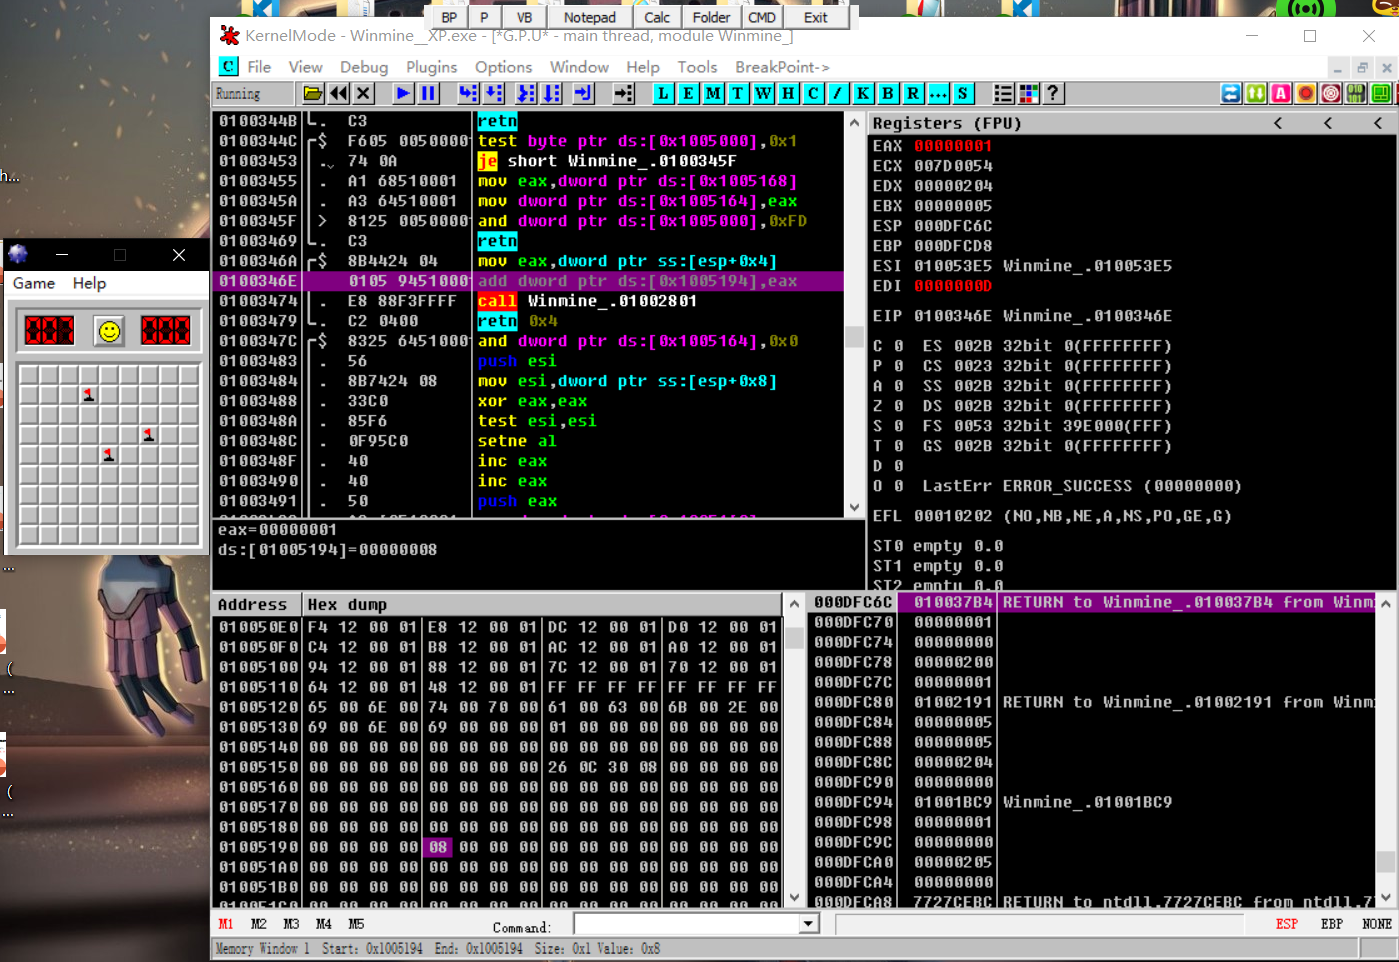 BP P VB Notepad Calc Folder CMD Exit
KernelMode - Winmine__XP.exe - [*G.P.U* - main thread, module Winmine_]
C File View Debug Plugins Options Window Help Tools BreakPoint->
Running L E M T W H C / K B R ... S ?
0100344B C3 retn
0100344C $ F605 0050000 test byte ptr ds:[0x1005000],0x1
01003453 . 74 0A je short Winmine_.0100345F
01003455 . A1 68510001 mov eax,dword ptr ds:[0x1005168]
0100345A . A3 64510001 mov dword ptr ds:[0x1005164],eax
0100345F > 8125 0050000 and dword ptr ds:[0x1005000],0xFD
01003469 . C3 retn
0100346A $ 8B4424 04 mov eax,dword ptr ss:[esp+0x4]
0100346E 0105 9451000 add dword ptr ds:[0x1005194],eax
01003474 . E8 88F3FFFF call Winmine_.01002801
01003479 . C2 0400 retn 0x4
0100347C $ 8325 6451000 and dword ptr ds:[0x1005164],0x0
01003483 . 56 push esi
01003484 . 8B7424 08 mov esi,dword ptr ss:[esp+0x8]
01003488 . 33C0 xor eax,eax
0100348A . 85F6 test esi,esi
0100348C . 0F95C0 setne al
0100348F . 40 inc eax
01003490 . 40 inc eax
01003491 . 50 push eax
eax=00000001
ds:[01005194]=00000008
Registers (FPU) < < <
EAX 00000001
ECX 007D0054
EDX 00000204
EBX 00000005
ESP 000DFC6C
EBP 000DFCD8
ESI 010053E5 Winmine_.010053E5
EDI 0000000D
EIP 0100346E Winmine_.0100346E
C 0 ES 002B 32bit 0(FFFFFFFF)
P 0 CS 0023 32bit 0(FFFFFFFF)
A 0 SS 002B 32bit 0(FFFFFFFF)
Z 0 DS 002B 32bit 0(FFFFFFFF)
S 0 FS 0053 32bit 39E000(FFF)
T 0 GS 002B 32bit 0(FFFFFFFF)
D 0
O 0 LastErr ERROR_SUCCESS (00000000)
EFL 00010202 (NO,NB,NE,A,NS,PO,GE,G)
ST0 empty 0.0
ST1 empty 0.0
ST2 empty 0.0
Game Help
007 000
Address Hex dump
010050E0 F4 12 00 01 E8 12 00 01 DC 12 00 01 D0 12 00 01
010050F0 C4 12 00 01 B8 12 00 01 AC 12 00 01 A0 12 00 01
01005100 94 12 00 01 88 12 00 01 7C 12 00 01 70 12 00 01
01005110 64 12 00 01 48 12 00 01 FF FF FF FF FF FF FF FF
01005120 65 00 6E 00 74 00 70 00 61 00 63 00 6B 00 2E 00
01005130 69 00 6E 00 69 00 00 00 01 00 00 00 00 00 00 00
01005140 00 00 00 00 00 00 00 00 00 00 00 00 00 00 00 00
01005150 00 00 00 00 00 00 00 00 26 0C 30 08 00 00 00 00
01005160 00 00 00 00 00 00 00 00 00 00 00 00 00 00 00 00
01005170 00 00 00 00 00 00 00 00 00 00 00 00 00 00 00 00
01005180 00 00 00 00 00 00 00 00 00 00 00 00 00 00 00 00
01005190 00 00 00 00 08 00 00 00 00 00 00 00 00 00 00 00
010051A0 00 00 00 00 00 00 00 00 00 00 00 00 00 00 00 00
010051B0 00 00 00 00 00 00 00 00 00 00 00 00 00 00 00 00
010051C0 00 00 00 00 00 00 00 00 00 00 00 00 00 00 00 00
000DFC6C 010037B4 RETURN to Winmine_.010037B4 from Winm
000DFC70 00000001
000DFC74 00000000
000DFC78 00000200
000DFC7C 00000001
000DFC80 01002191 RETURN to Winmine_.01002191 from Winm
000DFC84 00000005
000DFC88 00000005
000DFC8C 00000204
000DFC90 00000000
000DFC94 01001BC9 Winmine_.01001BC9
000DFC98 00000001
000DFC9C 00000000
000DFCA0 00000205
000DFCA4 00000000
000DFCA8 7727CEBC RETURN to ntdll.7727CEBC from ntdll.7
M1 M2 M3 M4 M5 Command: ESP EBP NONE
Memory Window 1 Start: 0x1005194 End: 0x1005194 Size: 0x1 Value: 0x8